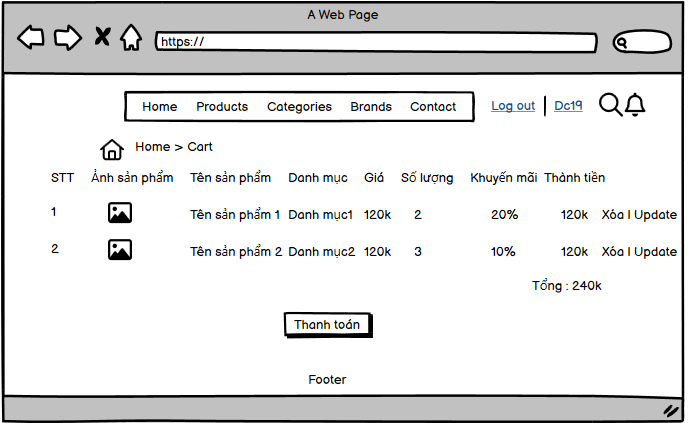 A Web Page
https://
Home Products Categories Brands Contact Log out | Dc19
Home > Cart
STT Ảnh sản phẩm Tên sản phẩm Danh mục Giá Số lượng Khuyến mãi Thành tiền
1 Tên sản phẩm 1 Danh mục1 120k 2 20% 120k Xóa | Update
2 Tên sản phẩm 2 Danh mục2 120k 3 10% 120k Xóa | Update
Tổng : 240k
Thanh toán
Footer